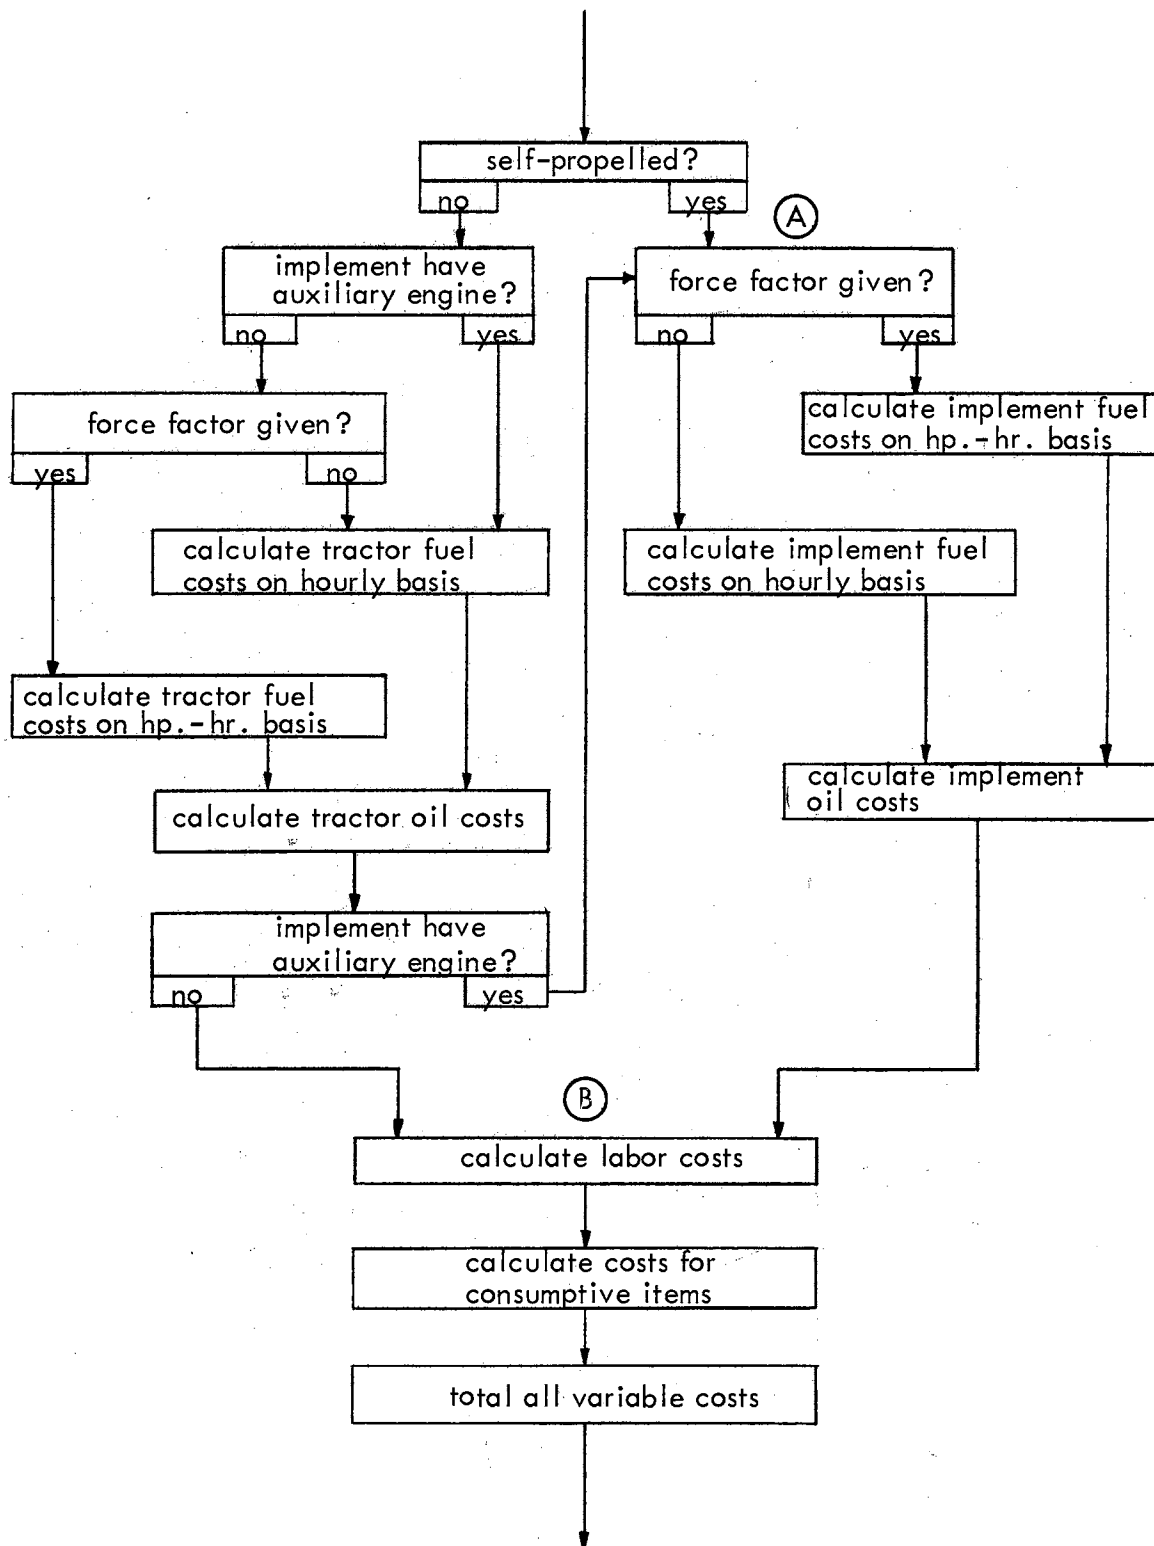 self-propelled?
no
yes
A
implement have
auxiliary engine?
no
yes
force factor given?
no
yes
force factor given?
yes
no
calculate implement fuel
costs on hp.-hr. basis
calculate tractor fuel
costs on hourly basis
calculate implement fuel
costs on hourly basis
calculate tractor fuel
costs on hp.-hr. basis
calculate tractor oil costs
calculate implement
oil costs
implement have
auxiliary engine?
no
yes
B
calculate labor costs
calculate costs for
consumptive items
total all variable costs